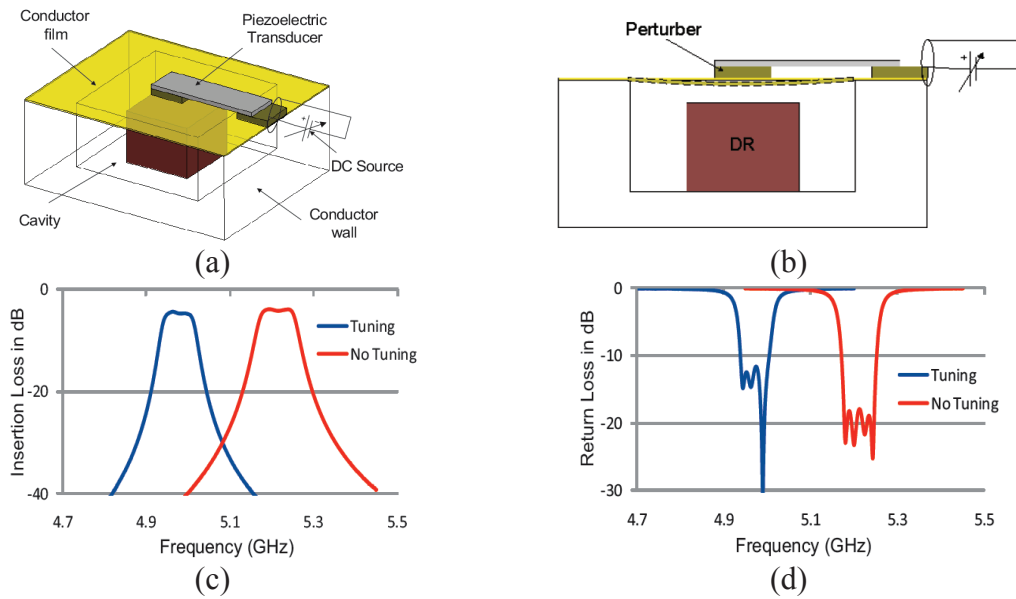 Conductor
film
Piezoelectric
Transducer
+
DC Source
Cavity
Conductor
wall
(a)
Perturber
+
DR
(b)
0
-20
-40
Insertion Loss in dB
Tuning
No Tuning
4.7 4.9 5.1 5.3 5.5
Frequency (GHz)
(c)
0
-10
-20
-30
Return Loss in dB
Tuning
No Tuning
4.7 4.9 5.1 5.3 5.5
Frequency (GHz)
(d)